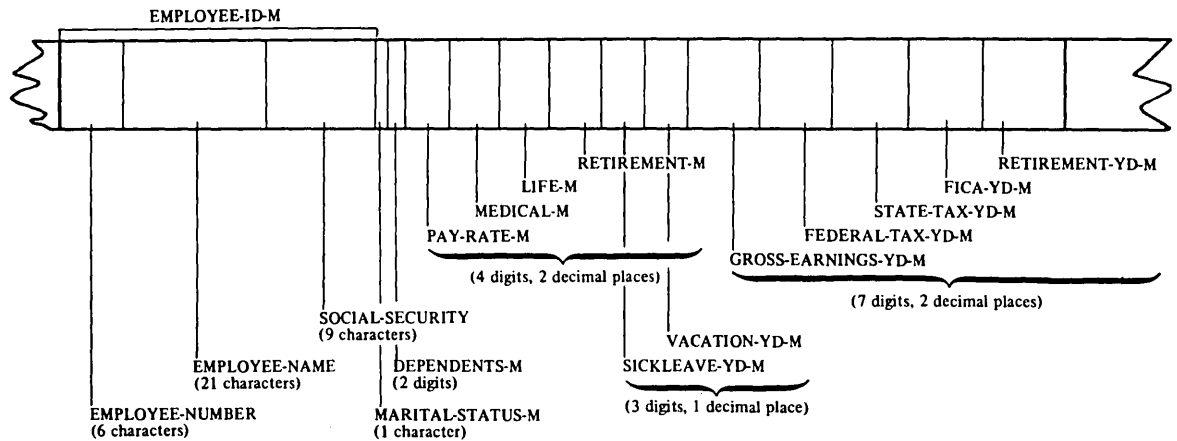 EMPLOYEE-ID-M
RETIREMENT-M
RETIREMENT-YD-M
LIFE-M
FICA-YD-M
MEDICAL-M
STATE-TAX-YD-M
PAY-RATE-M
FEDERAL-TAX-YD-M
GROSS-EARNINGS-YD-M
(4 digits, 2 decimal places)
(7 digits, 2 decimal places)
SOCIAL-SECURITY
(9 characters)
VACATION-YD-M
EMPLOYEE-NAME
(21 characters)
DEPENDENTS-M
(2 digits)
SICKLEAVE-YD-M
(3 digits, 1 decimal place)
EMPLOYEE-NUMBER
(6 characters)
MARITAL-STATUS-M
(1 character)